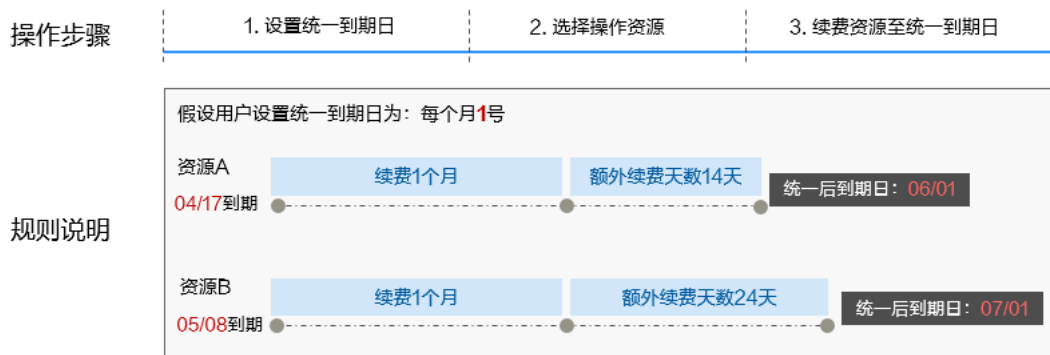 操作步骤
1. 设置统一到期日
2. 选择操作资源
3. 续费资源至统一到期日
规则说明
假设用户设置统一到期日为：每个月1号
资源A
04/17到期
续费1个月
额外续费天数14天
统一后到期日：06/01
资源B
05/08到期
续费1个月
额外续费天数24天
统一后到期日：07/01